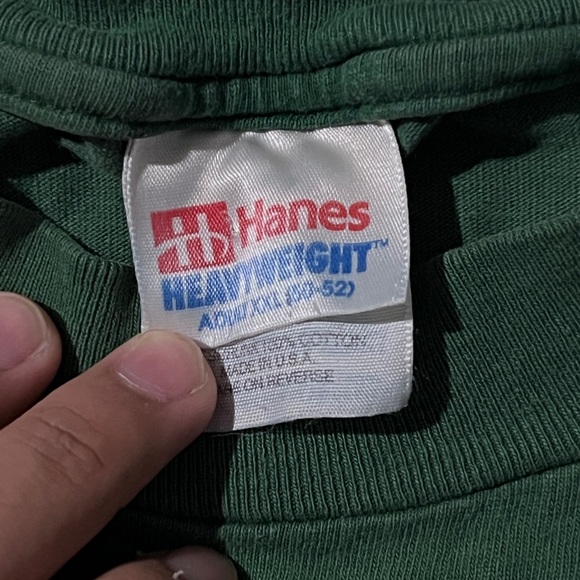 Hanes
HEAVYWEIGHT™
ADULT XXL (50-52)
100% COTTON
MADE IN U.S.A.
ON REVERSE